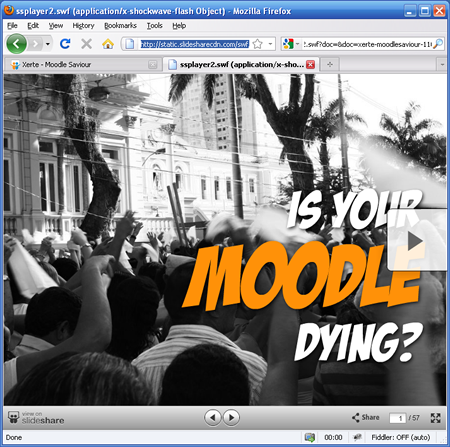 ssplayer2.swf (application/x-shockwave-flash Object) - Mozilla Firefox
File Edit View History Bookmarks Tools Help
http://static.slidesharecdn.com/swf
.swf?doc=&doc=xerte-moodlesaviour-110
Xerte - Moodle Saviour
ssplayer2.swf (application/x-sho...
IS YOUR
MOODLE
DYING?
view on
slideshare
Share
1 / 57
Done
00:00
Fiddler: OFF (auto)